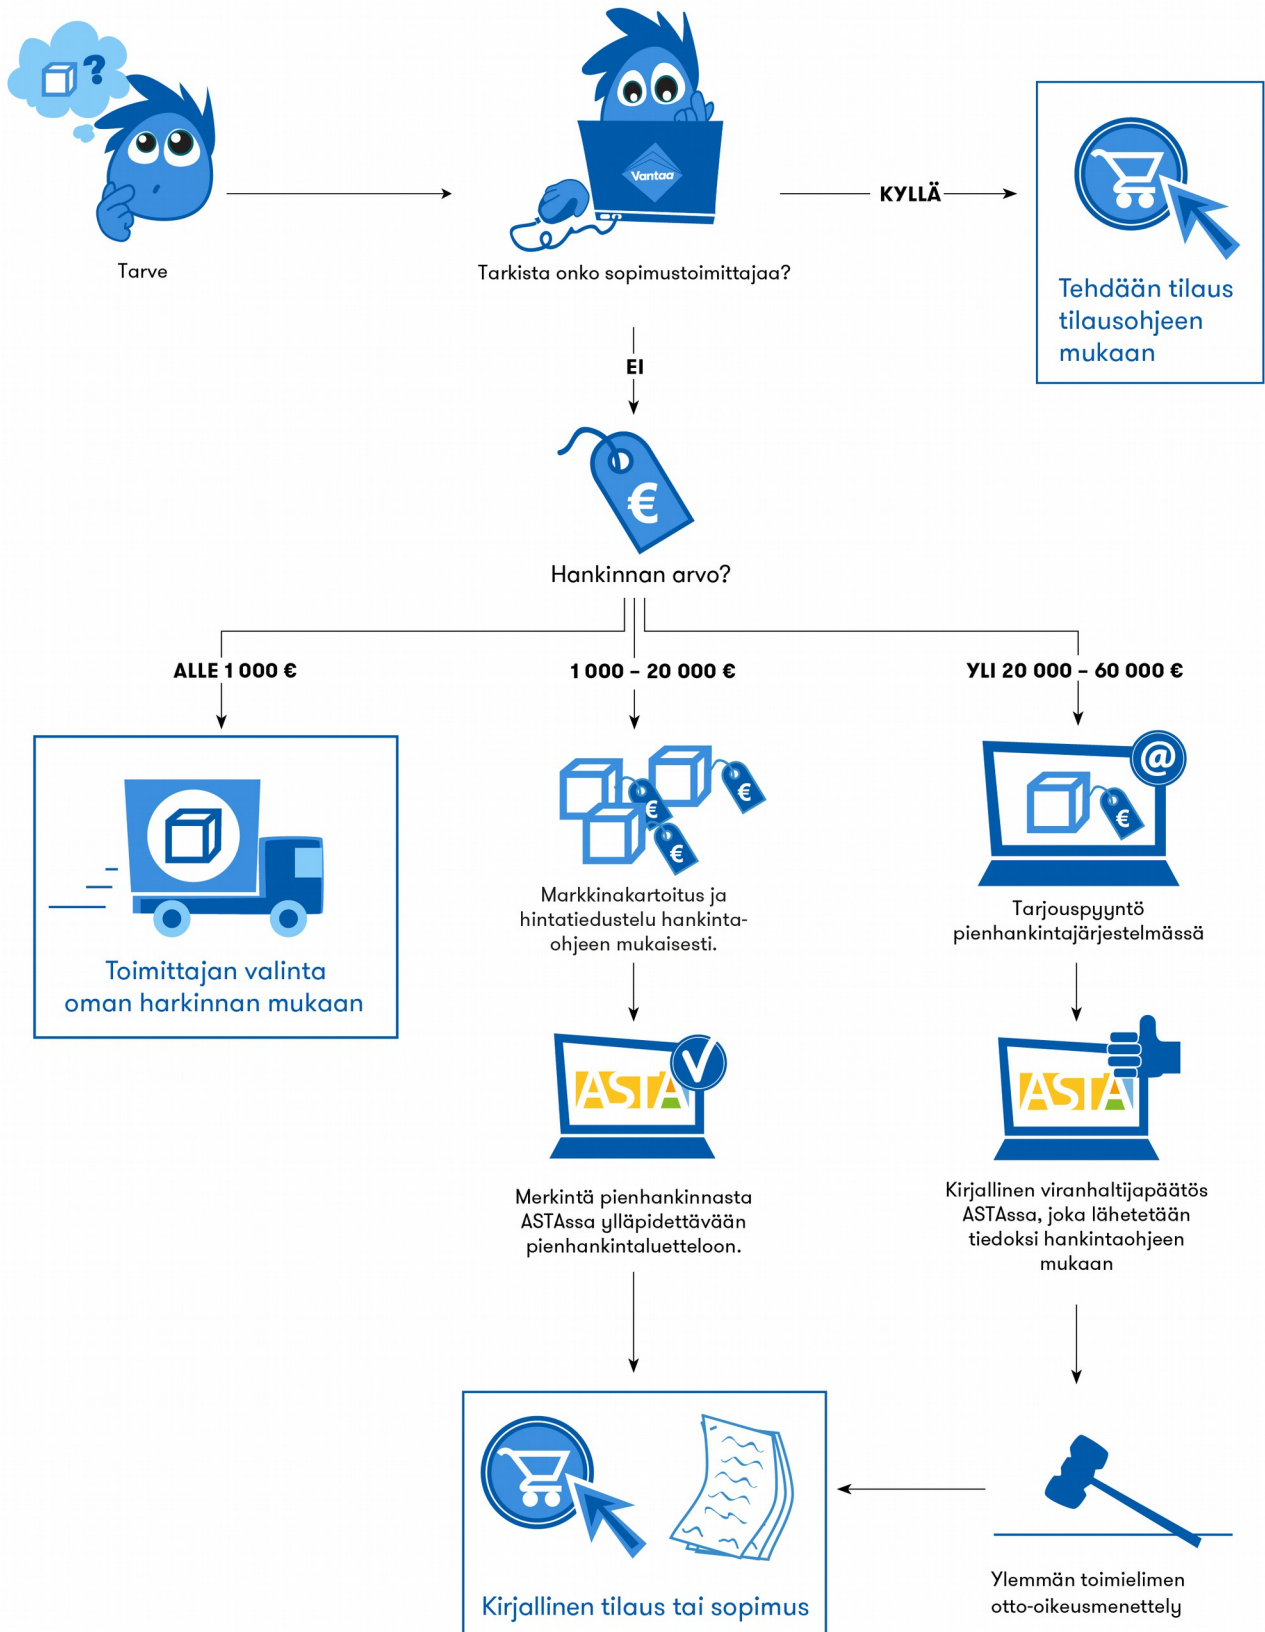 ?
Vantaa
KYLLÄ
Tarve
Tarkista onko sopimustoimittajaa?
Tehdään tilaus
tilausohjeen
mukaan
EI
€
Hankinnan arvo?
ALLE 1 000 €
1 000 – 20 000 €
YLI 20 000 – 60 000 €
€
€
€
@
€
Toimittajan valinta
oman harkinnan mukaan
Markkinakartoitus ja
hintatiedustelu hankinta-
ohjeen mukaisesti.
Tarjouspyyntö
pienhankintajärjestelmässä
ASTA
ASTA
Merkintä pienhankinnasta
ASTAssa ylläpidettävään
pienhankintaluetteloon.
Kirjallinen viranhaltijapäätös
ASTAssa, joka lähetetään
tiedoksi hankintaohjeen
mukaan
Kirjallinen tilaus tai sopimus
Ylemmän toimielimen
otto-oikeusmenettely